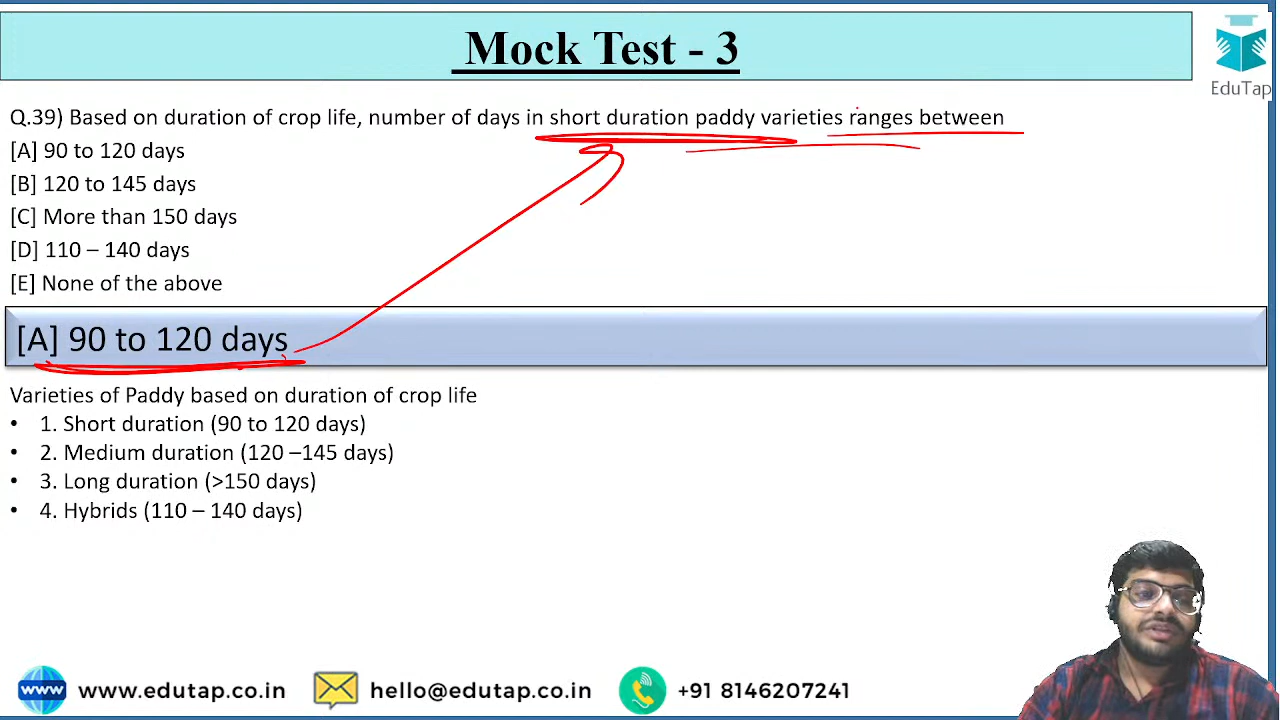 Mock Test - 3
EduTap
Q.39) Based on duration of crop life, number of days in short duration paddy varieties ranges between
[A] 90 to 120 days
[B] 120 to 145 days
[C] More than 150 days
[D] 110 – 140 days
[E] None of the above
[A] 90 to 120 days
Varieties of Paddy based on duration of crop life
• 1. Short duration (90 to 120 days)
• 2. Medium duration (120 –145 days)
• 3. Long duration (>150 days)
• 4. Hybrids (110 – 140 days)
www www.edutap.co.in hello@edutap.co.in +91 8146207241